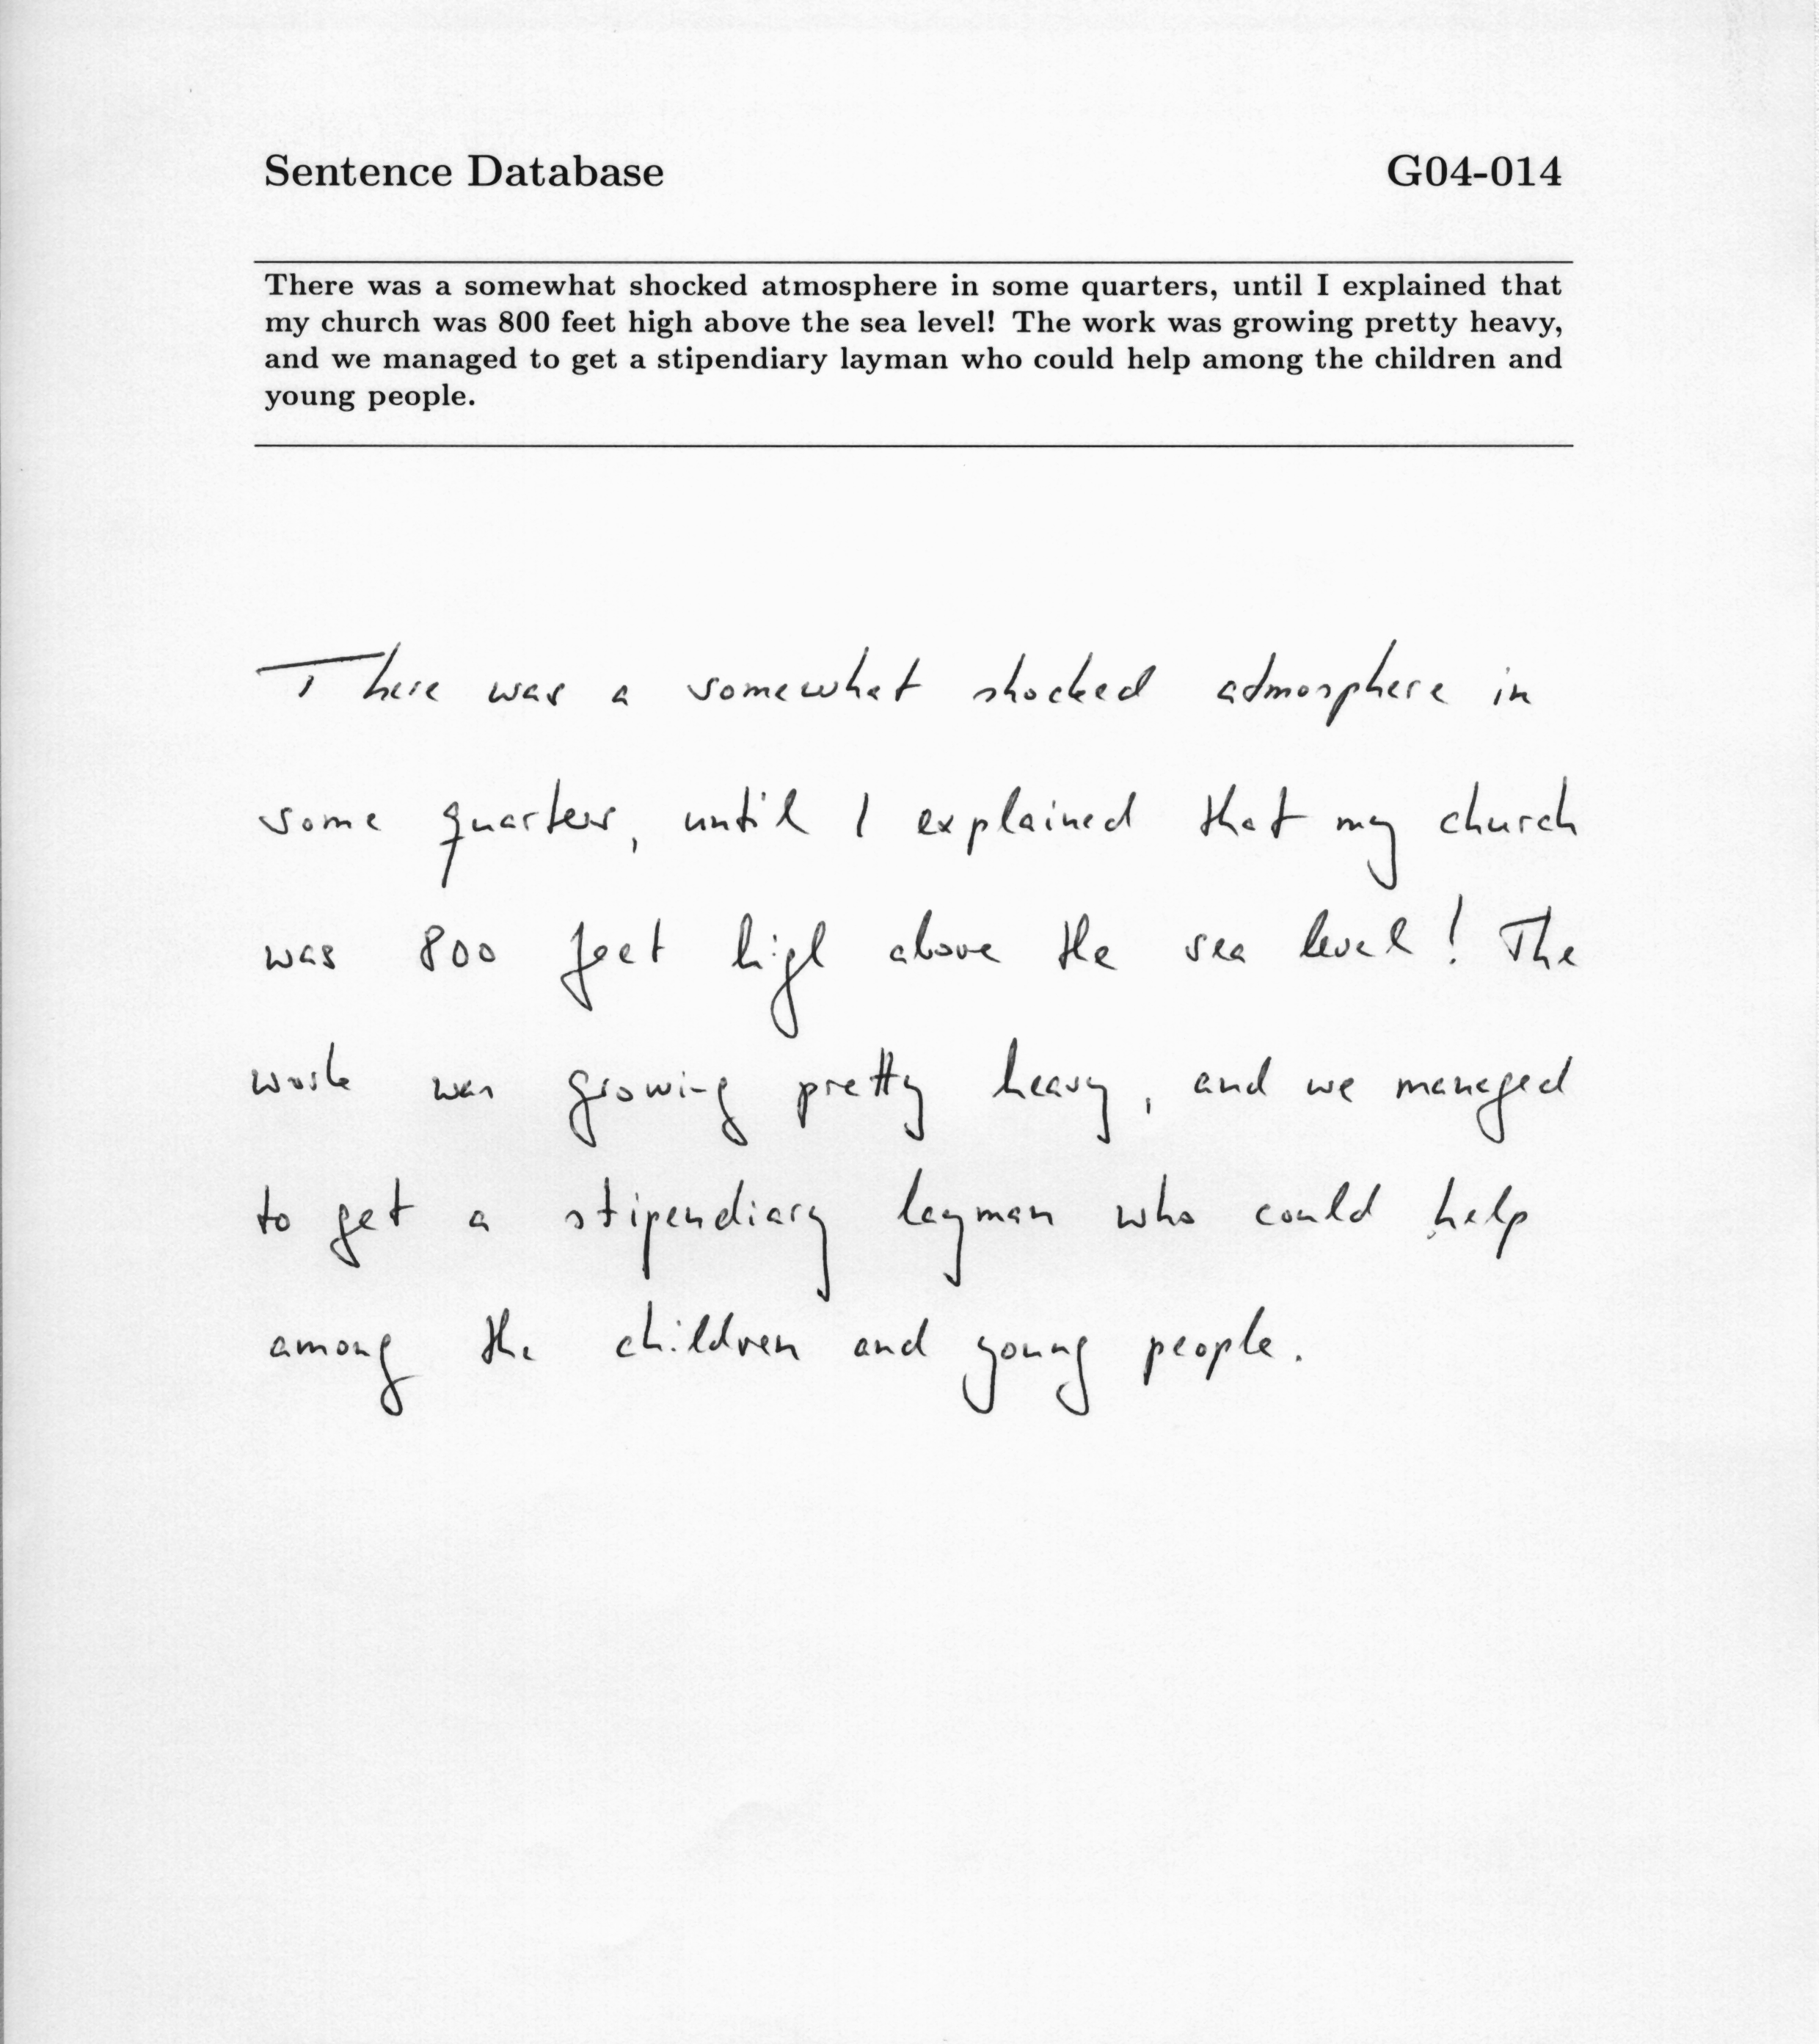 Sentence Database G04-014
There was a somewhat shocked atmosphere in some quarters, until I explained that
my church was 800 feet high above the sea level! The work was growing pretty heavy,
and we managed to get a stipendiary layman who could help among the children and
young people.
There was a somewhat shocked admosphere in
some quarters, until I explained that my church
was 800 feet high above the sea level! The
work was growing pretty heavy, and we managed
to get a stipendiary layman who could help
among the children and young people.